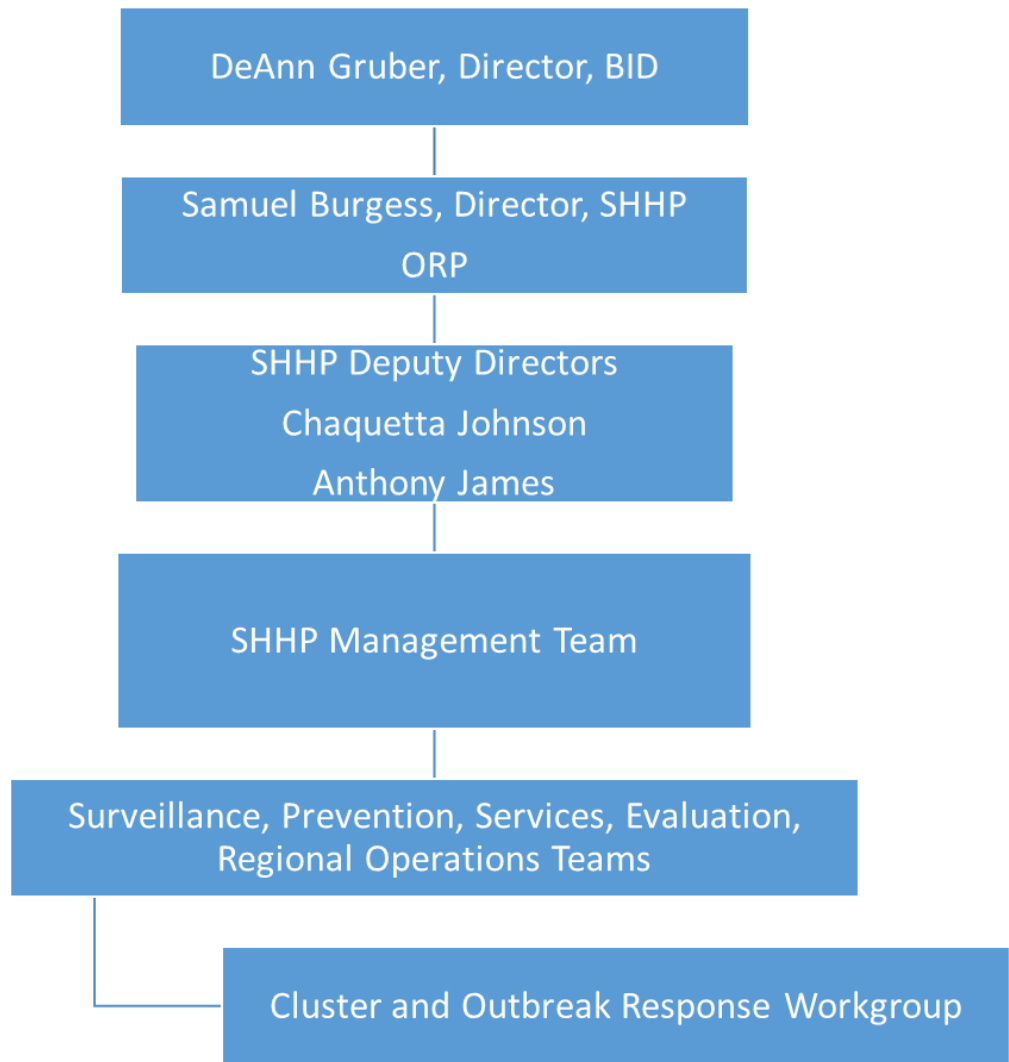 DeAnn Gruber, Director, BID
Samuel Burgess, Director, SHHP
ORP
SHHP Deputy Directors
Chaquetta Johnson
Anthony James
SHHP Management Team
Surveillance, Prevention, Services, Evaluation,
Regional Operations Teams
Cluster and Outbreak Response Workgroup